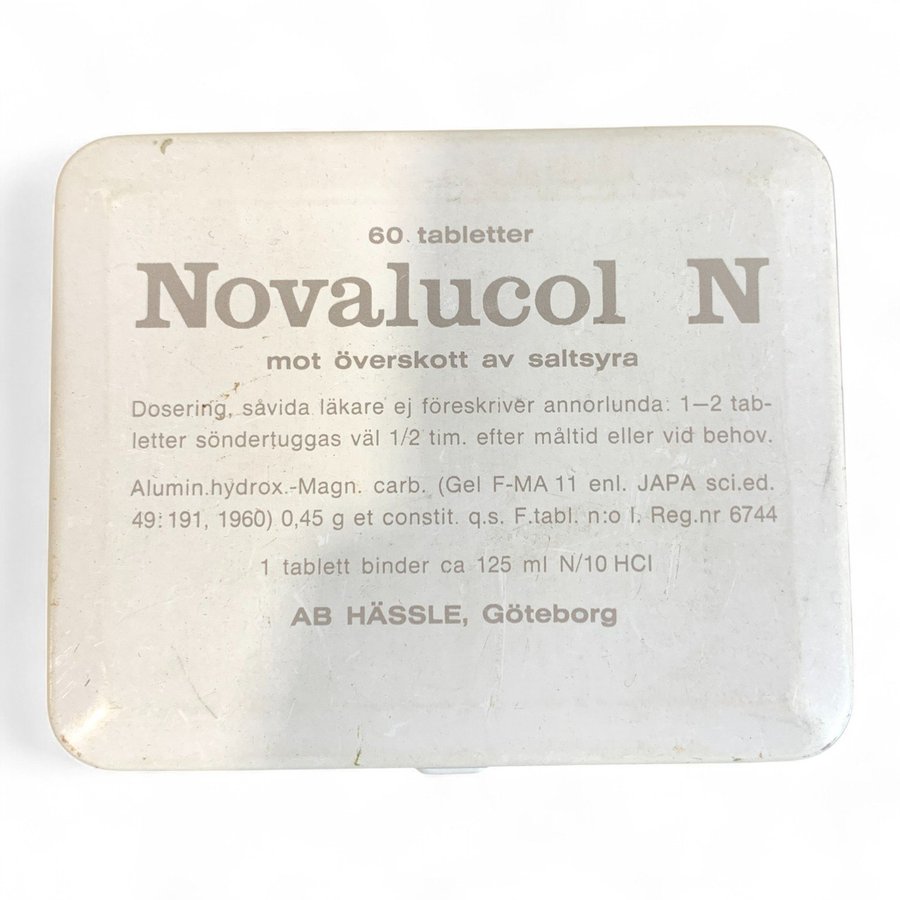 60 tabletter
Novalucol N
mot överskott av saltsyra
Dosering, såvida läkare ej föreskriver annorlunda: 1–2 tab-
letter söndertuggas väl 1/2 tim. efter måltid eller vid behov.
Alumin.hydrox.-Magn. carb. (Gel F-MA 11 enl. JAPA sci.ed.
49:191, 1960) 0,45 g et constit. q.s. F.tabl. n:o I. Reg.nr 6744
1 tablett binder ca 125 ml N/10 HCl
AB HÄSSLE, Göteborg